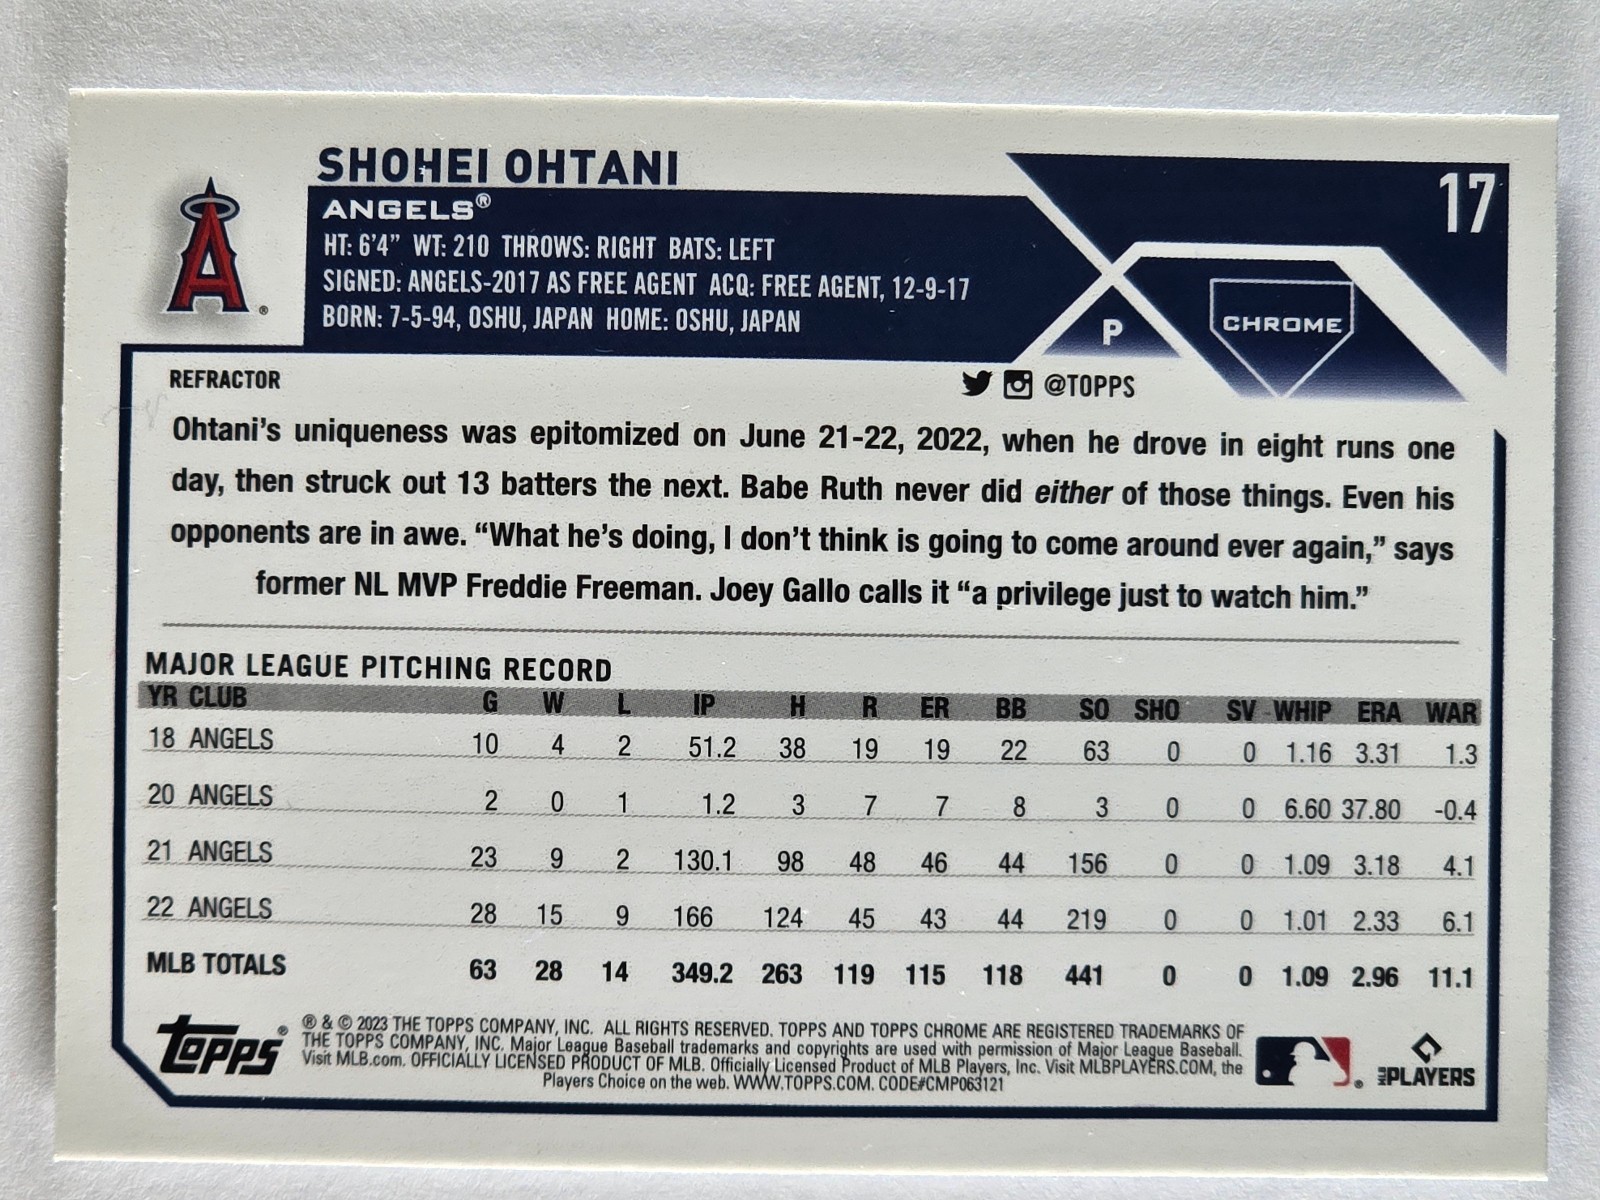 SHOHEI OHTANI
17
ANGELS®
HT: 6'4" WT: 210 THROWS: RIGHT BATS: LEFT
SIGNED: ANGELS-2017 AS FREE AGENT ACQ: FREE AGENT, 12-9-17
BORN: 7-5-94, OSHU, JAPAN HOME: OSHU, JAPAN
P
CHROME
A®
REFRACTOR
@TOPPS
Ohtani's uniqueness was epitomized on June 21-22, 2022, when he drove in eight runs one
day, then struck out 13 batters the next. Babe Ruth never did either of those things. Even his
opponents are in awe. “What he's doing, I don't think is going to come around ever again,” says
former NL MVP Freddie Freeman. Joey Gallo calls it “a privilege just to watch him.”
MAJOR LEAGUE PITCHING RECORD
YR CLUB G W L IP H R ER BB SO SHO SV WHIP ERA WAR
18 ANGELS 10 4 2 51.2 38 19 19 22 63 0 0 1.16 3.31 1.3
20 ANGELS 2 0 1 1.2 3 7 7 8 3 0 0 6.60 37.80 -0.4
21 ANGELS 23 9 2 130.1 98 48 46 44 156 0 0 1.09 3.18 4.1
22 ANGELS 28 15 9 166 124 45 43 44 219 0 0 1.01 2.33 6.1
MLB TOTALS 63 28 14 349.2 263 119 115 118 441 0 0 1.09 2.96 11.1
Topps®
® & © 2023 THE TOPPS COMPANY, INC. ALL RIGHTS RESERVED. TOPPS AND TOPPS CHROME ARE REGISTERED TRADEMARKS OF
THE TOPPS COMPANY, INC. Major League Baseball trademarks and copyrights are used with permission of Major League Baseball.
Visit MLB.com. OFFICIALLY LICENSED PRODUCT OF MLB. Officially Licensed Product of MLB Players, Inc. Visit MLBPLAYERS.COM, the
Players Choice on the web. WWW.TOPPS.COM. CODE#CMP063121
®
MLB PLAYERS